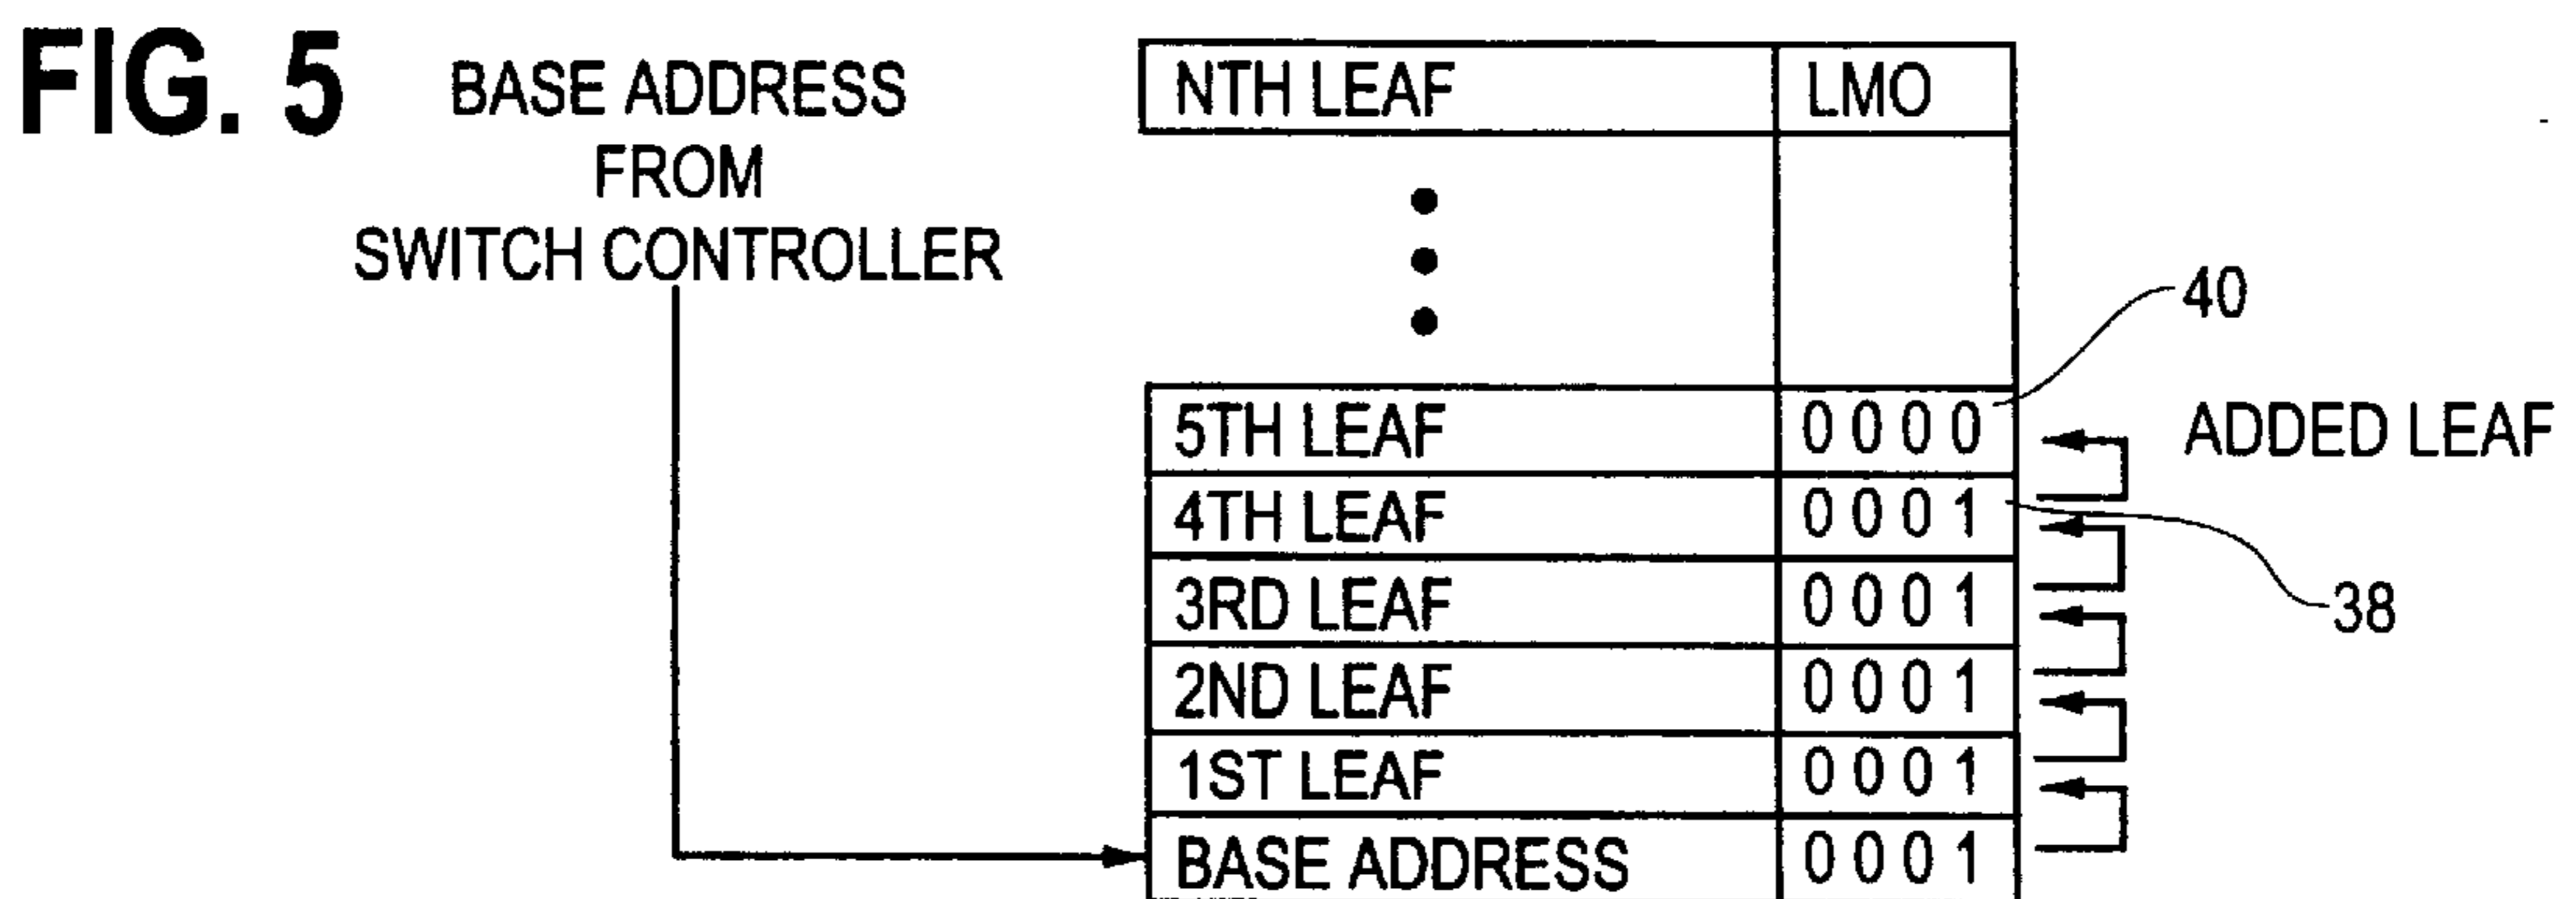 FIG. 5
BASE ADDRESS
FROM
SWITCH CONTROLLER
NTH LEAF LMO
40
5TH LEAF 0 0 0 0 ADDED LEAF
4TH LEAF 0 0 0 1
3RD LEAF 0 0 0 1 38
2ND LEAF 0 0 0 1
1ST LEAF 0 0 0 1
BASE ADDRESS 0 0 0 1